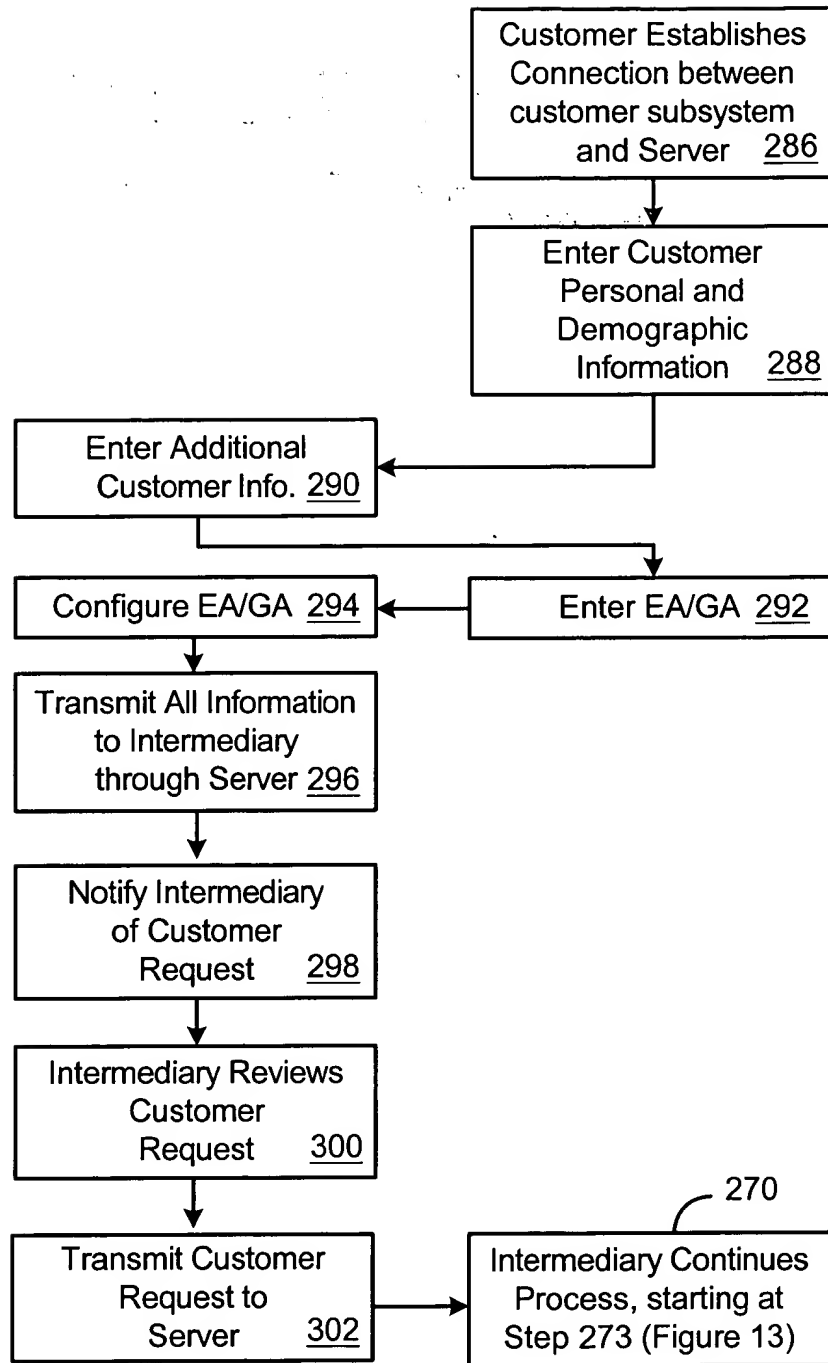 Customer Establishes
Connection between
customer subsystem
and Server 286
Enter Customer
Personal and
Demographic
Information 288
Enter Additional
Customer Info. 290
Enter EA/GA 292
Configure EA/GA 294
Transmit All Information
to Intermediary
through Server 296
Notify Intermediary
of Customer
Request 298
Intermediary Reviews
Customer
Request 300
Transmit Customer
Request to
Server 302
270
Intermediary Continues
Process, starting at
Step 273 (Figure 13)